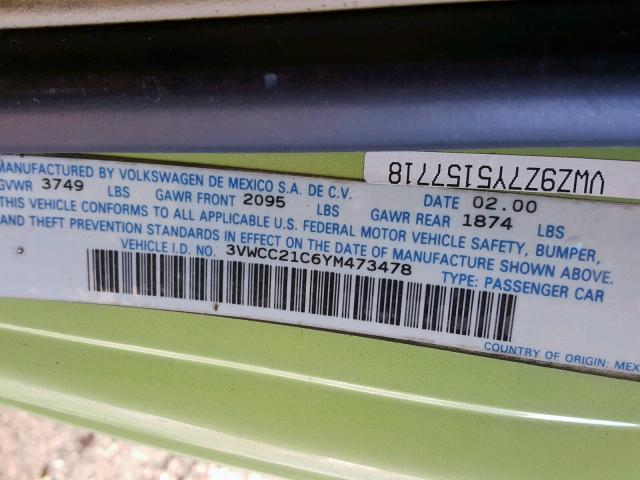 VWZ9Z7Y5157718
MANUFACTURED BY VOLKSWAGEN DE MEXICO S.A. DE C.V. DATE 02.00
GVWR 3749 LBS GAWR FRONT 2095 LBS GAWR REAR 1874 LBS
THIS VEHICLE CONFORMS TO ALL APPLICABLE U.S. FEDERAL MOTOR VEHICLE SAFETY, BUMPER,
AND THEFT PREVENTION STANDARDS IN EFFECT ON THE DATE OF MANUFACTURE SHOWN ABOVE.
VEHICLE I.D. NO. 3VWCC21C6YM473478 TYPE: PASSENGER CAR
COUNTRY OF ORIGIN: MEX